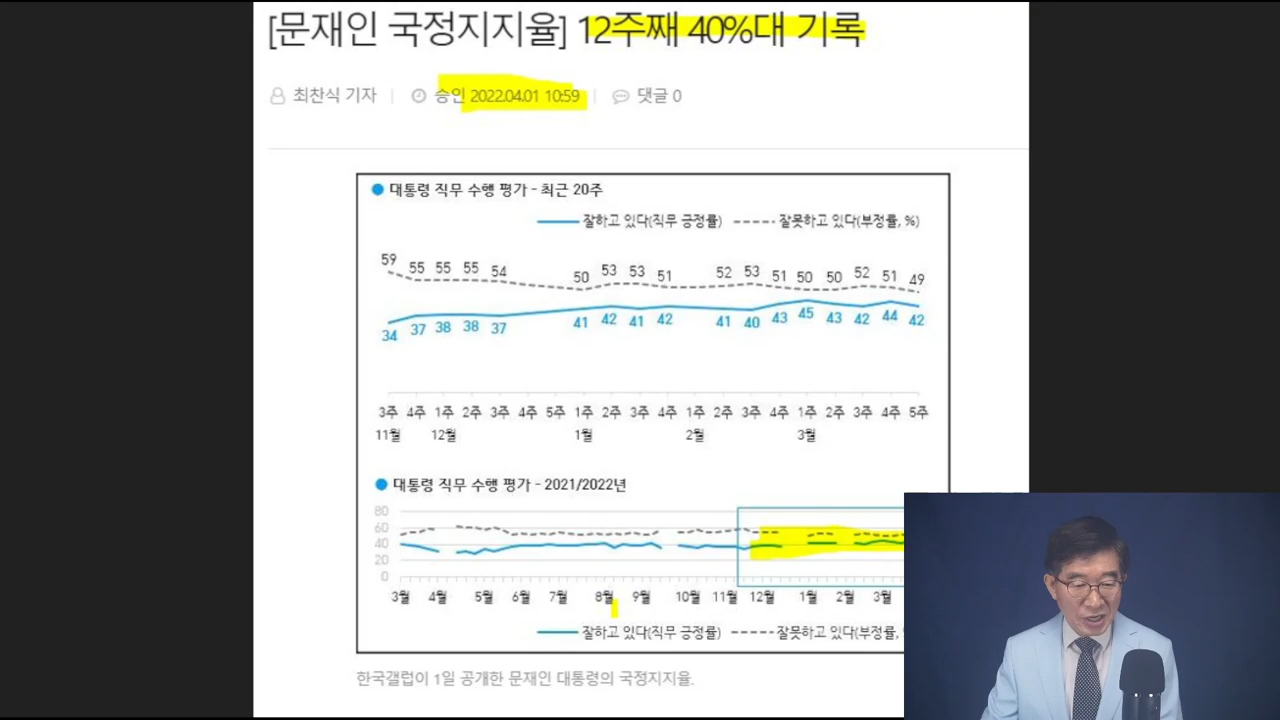 [문재인 국정지지율] 12주째 40%대 기록
최찬식 기자 | 승인 2022.04.01 10:59 | 댓글 0
대통령 직무 수행 평가 - 최근 20주
잘하고 있다(직무 긍정률) 잘못하고 있다(부정률, %)
59 55 55 55 54 50 53 53 51 52 53 51 50 50 52 51 49
34 37 38 38 37 41 42 41 42 41 40 43 45 43 42 44 42
3주 4주 1주 2주 3주 4주 5주 1주 2주 3주 4주 1주 2주 3주 4주 1주 2주 3주 4주 5주
11월 12월 1월 2월 3월
대통령 직무 수행 평가 - 2021/2022년
80
60
40
20
0
3월 4월 5월 6월 7월 8월 9월 10월 11월 12월 1월 2월 3월
잘하고 있다(직무 긍정률) 잘못하고 있다(부정률,
한국갤럽이 1일 공개한 문재인 대통령의 국정지지율.